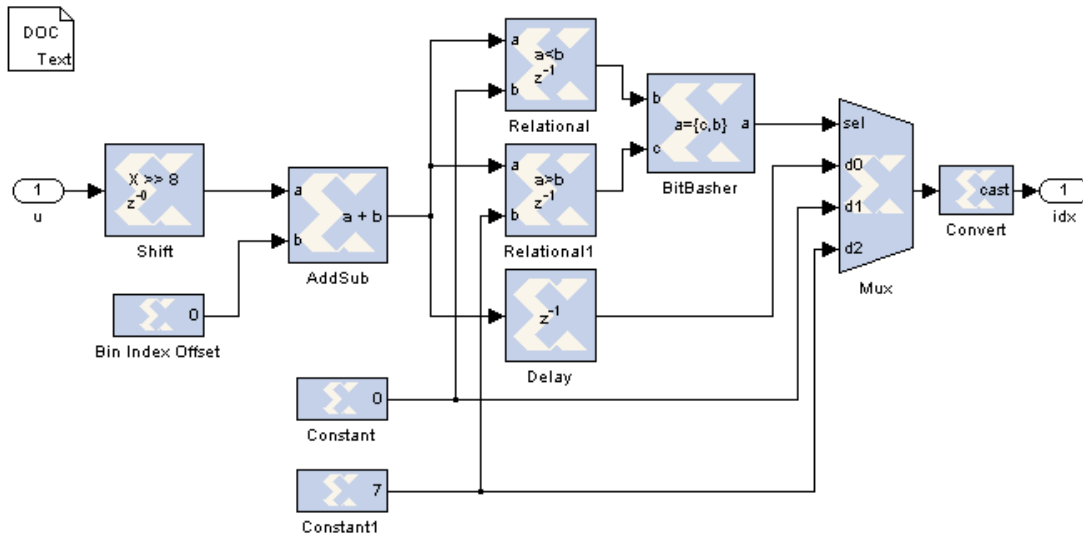 DOC
Text
1
u
X >> 8
z-0
Shift
0
Bin Index Offset
a
b
a + b
AddSub
a
b
a<b
z-1
Relational
a
b
a>b
z-1
Relational1
z-1
Delay
0
Constant
7
Constant1
b
c
a={c,b}
a
BitBasher
sel
d0
d1
d2
Mux
cast
Convert
1
idx